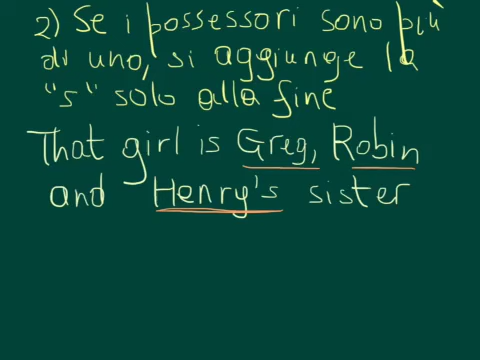 2) Se i possessori sono più
di uno, si aggiunge la
"s" solo alla fine
That girl is Greg, Robin
and Henry's sister